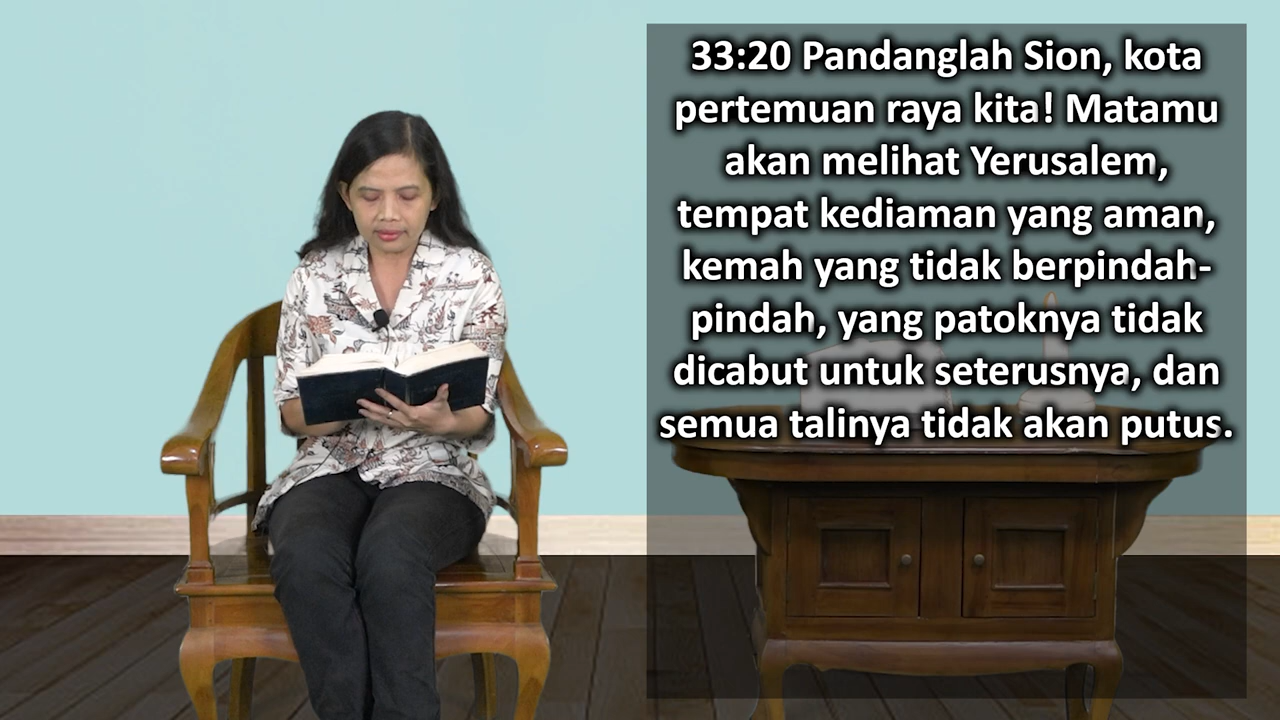 33:20 Pandanglah Sion, kota
pertemuan raya kita! Matamu
akan melihat Yerusalem,
tempat kediaman yang aman,
kemah yang tidak berpindah-
pindah, yang patoknya tidak
dicabut untuk seterusnya, dan
semua talinya tidak akan putus.